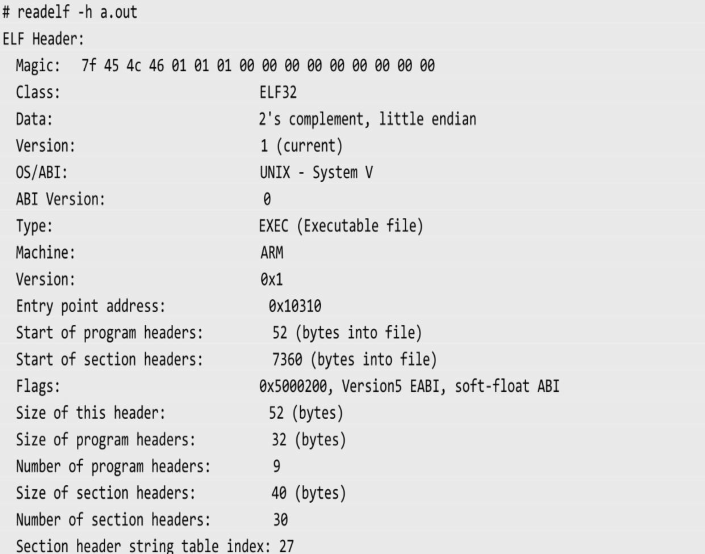 # readelf -h a.out
ELF Header:
  Magic:   7f 45 4c 46 01 01 01 00 00 00 00 00 00 00 00 00
  Class:                             ELF32
  Data:                              2's complement, little endian
  Version:                           1 (current)
  OS/ABI:                            UNIX - System V
  ABI Version:                       0
  Type:                              EXEC (Executable file)
  Machine:                           ARM
  Version:                           0x1
  Entry point address:               0x10310
  Start of program headers:          52 (bytes into file)
  Start of section headers:          7360 (bytes into file)
  Flags:                             0x5000200, Version5 EABI, soft-float ABI
  Size of this header:               52 (bytes)
  Size of program headers:           32 (bytes)
  Number of program headers:         9
  Size of section headers:           40 (bytes)
  Number of section headers:         30
  Section header string table index: 27